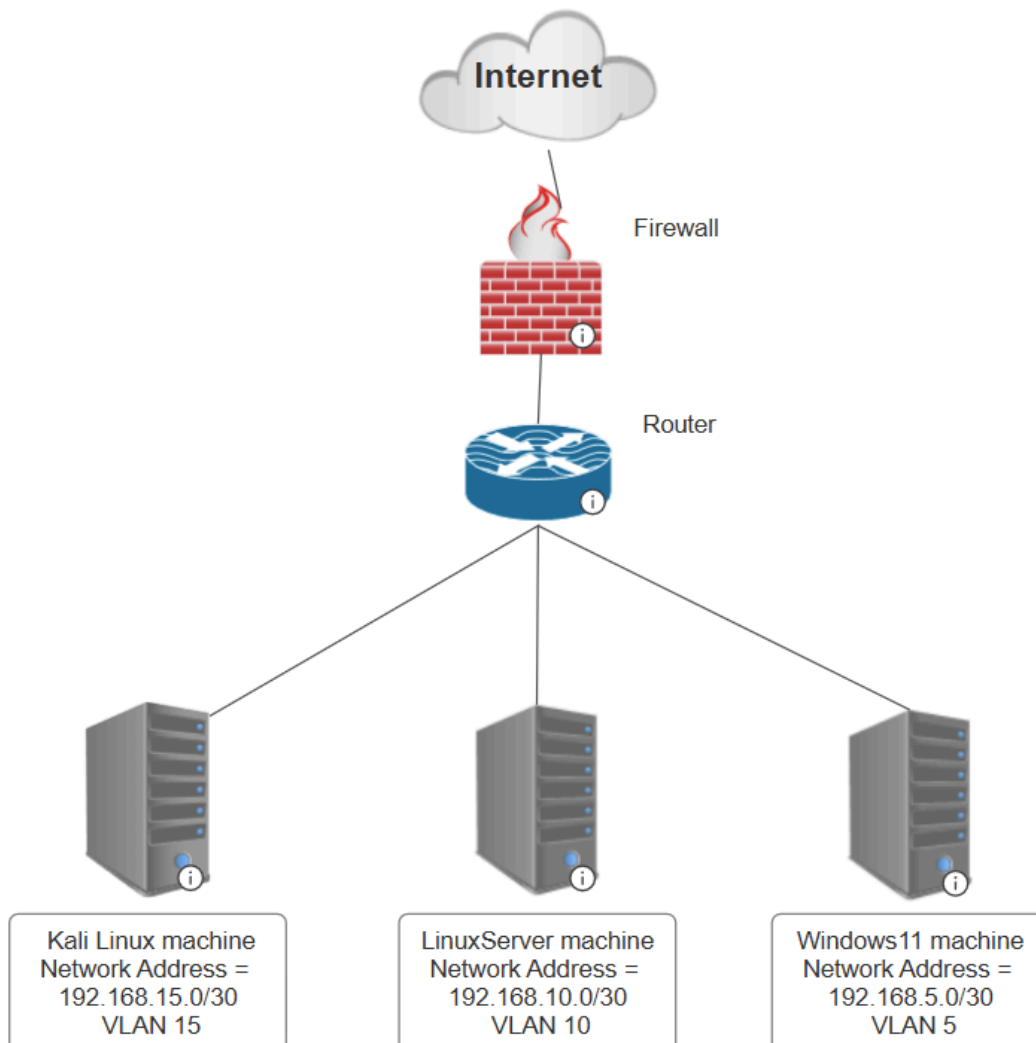 Internet
Firewall
i
Router
i
i
i
i
Kali Linux machine
Network Address =
192.168.15.0/30
VLAN 15
LinuxServer machine
Network Address =
192.168.10.0/30
VLAN 10
Windows11 machine
Network Address =
192.168.5.0/30
VLAN 5